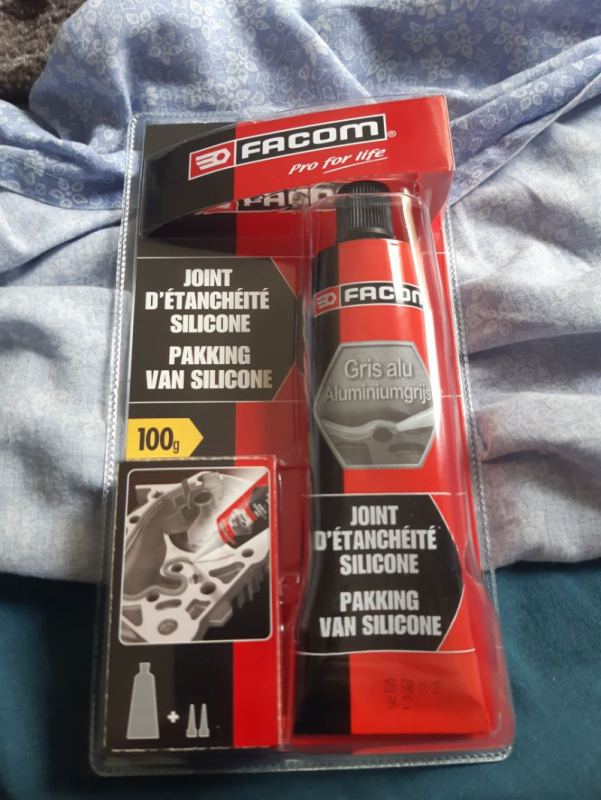 FACOM®
Pro for life
FACOM
JOINT
D'ÉTANCHÉITÉ
SILICONE
PAKKING
VAN SILICONE
100g
FACOM
Gris alu
Aluminiumgrijs
JOINT
D'ÉTANCHÉITÉ
SILICONE
PAKKING
VAN SILICONE
+